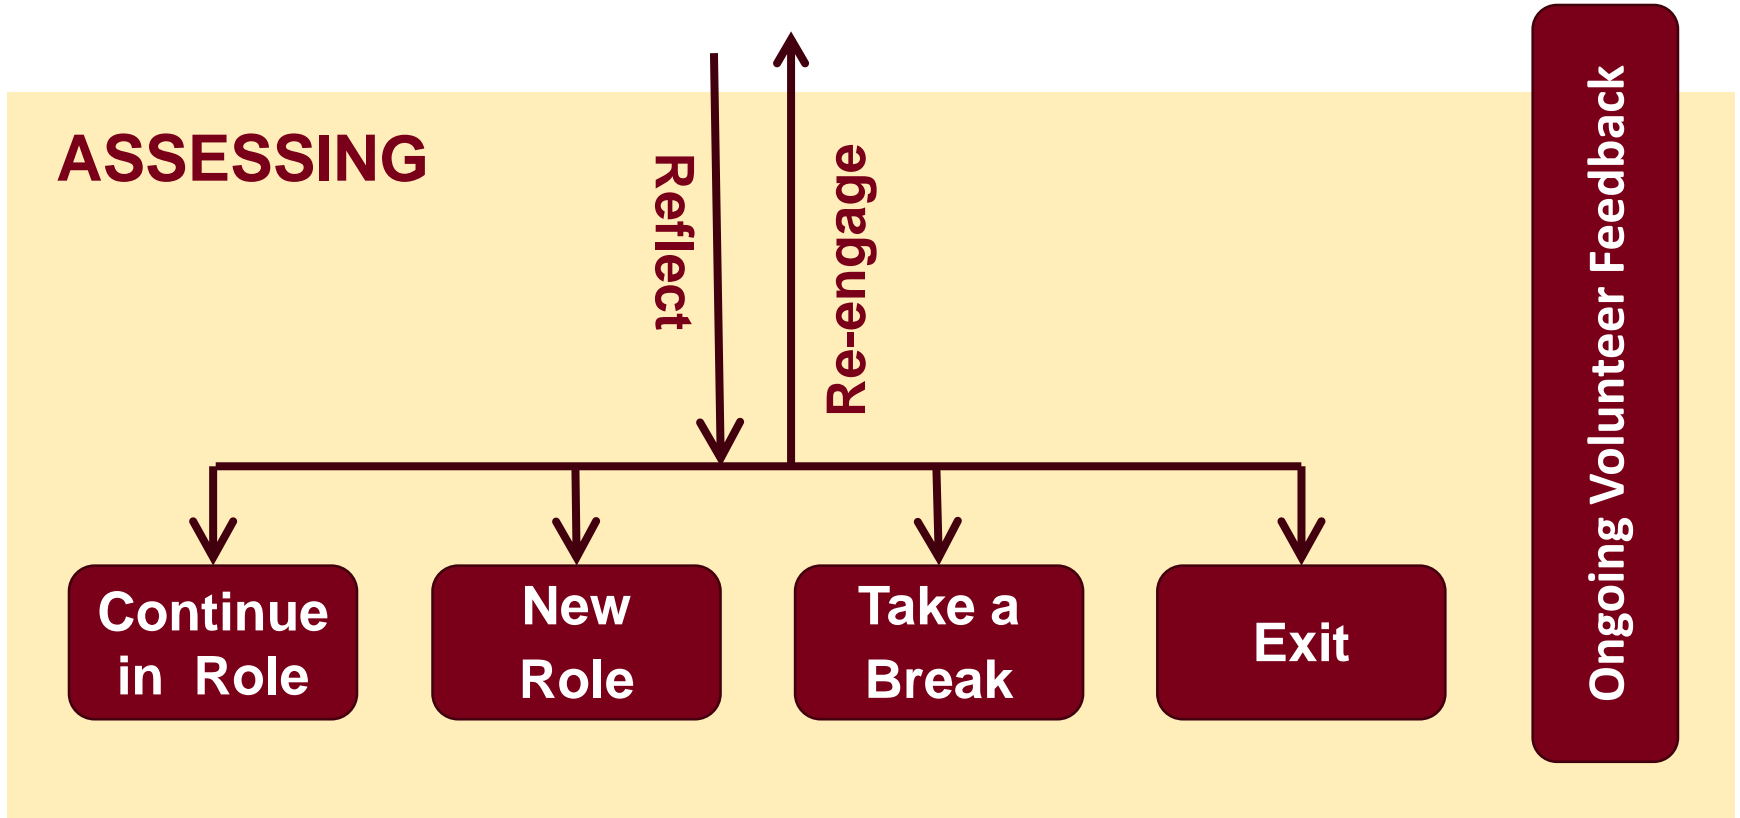 ASSESSING
Reflect
Re-engage
Continue
in Role
New
Role
Take a
Break
Exit
Ongoing Volunteer Feedback